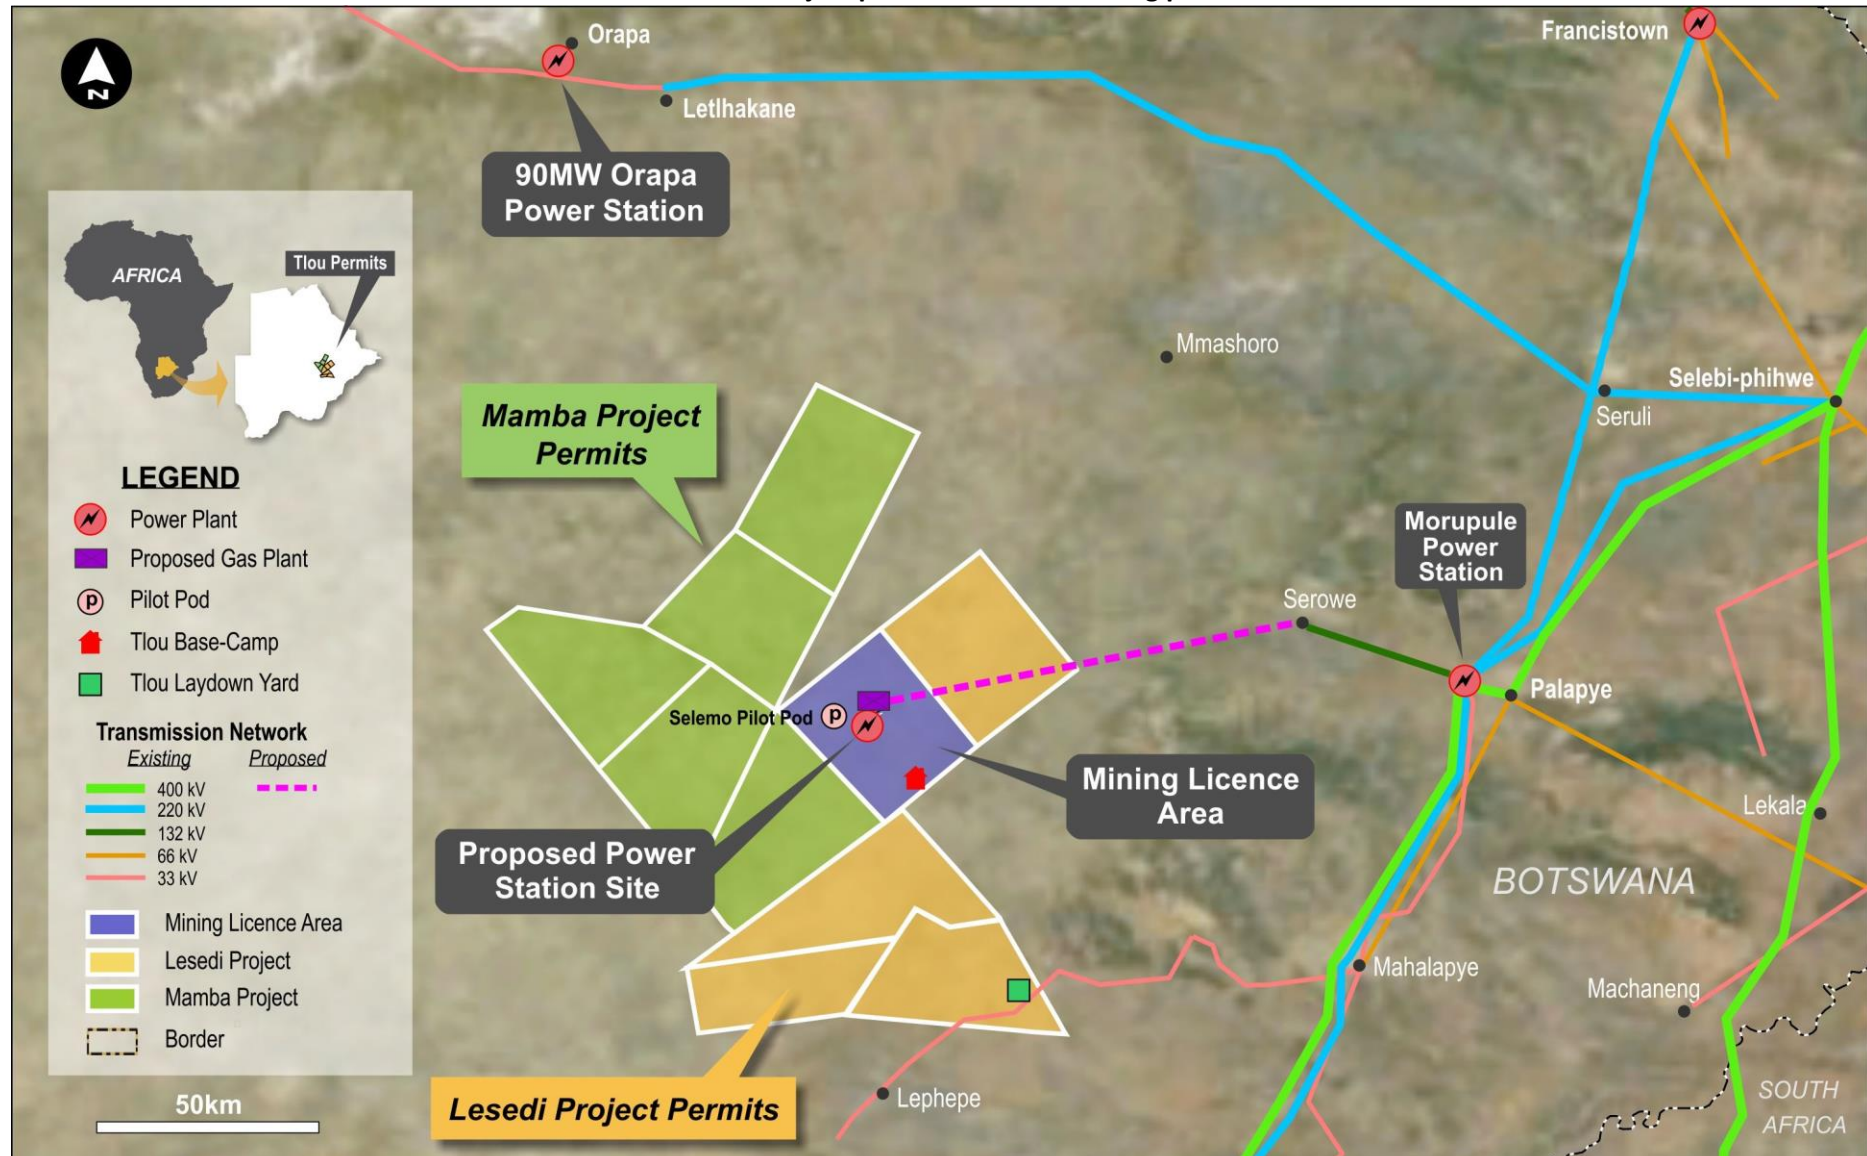 Francistown
Orapa
Letlhakane
90MW Orapa
Power Station
AFRICA
Tlou Permits
Mmashoro
Selebi-phihwe
Seruli
Mamba Project
Permits
LEGEND
Power Plant
Proposed Gas Plant
P
Pilot Pod
Tlou Base-Camp
Tlou Laydown Yard
Transmission Network
Existing
Proposed
400 kV
220 kV
132 kV
66 kV
33 kV
Mining Licence Area
Lesedi Project
Mamba Project
Border
50km
N
Morupule
Power
Station
Serowe
Palapye
Selemo Pilot Pod
P
Mining Licence
Area
Lekala
Proposed Power
Station Site
BOTSWANA
Mahalapye
Machaneng
Lesedi Project Permits
Lephepe
SOUTH
AFRICA